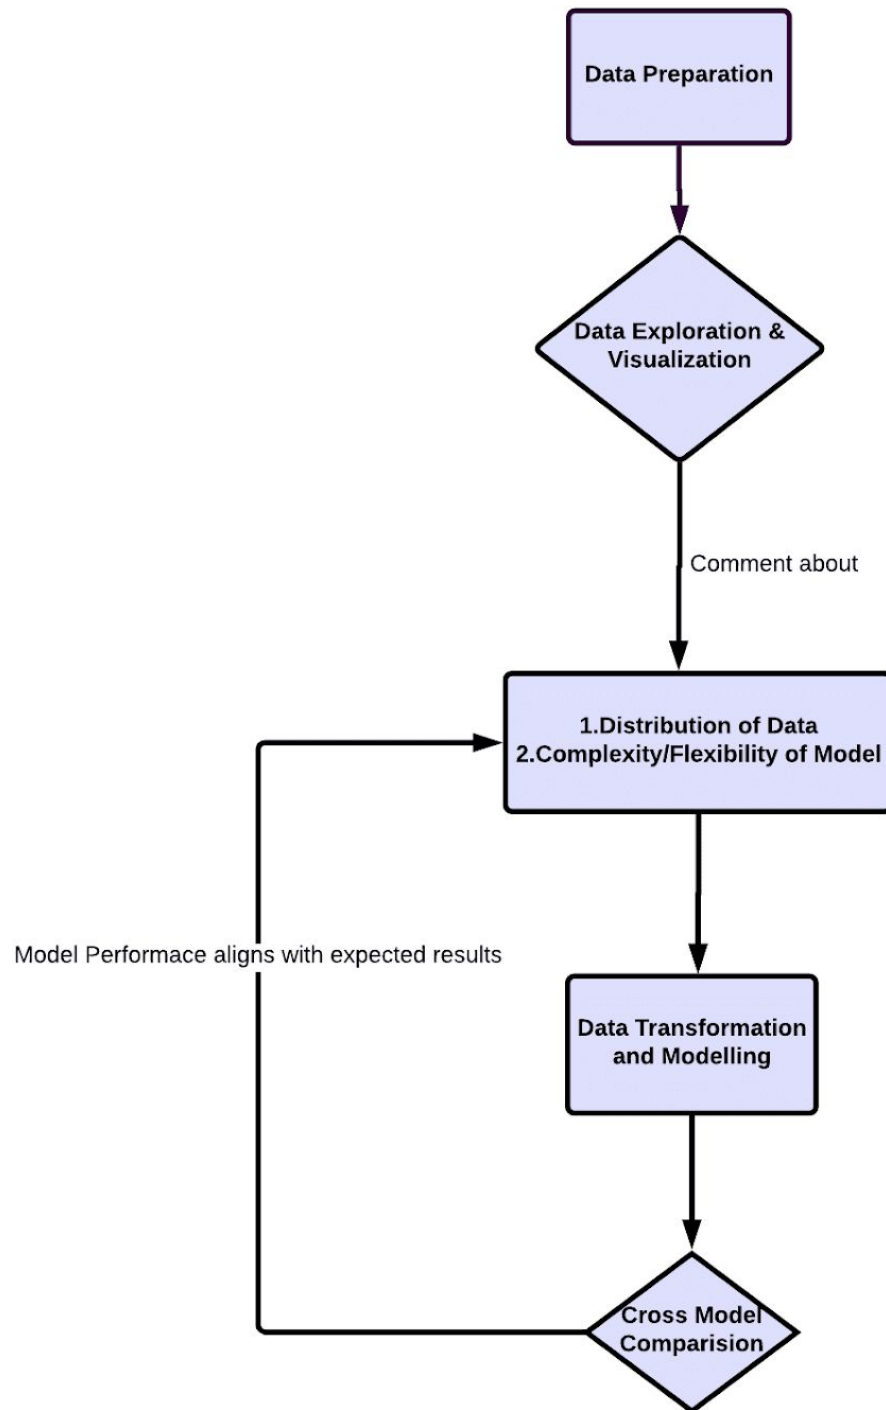 Data Preparation
Data Exploration &
Visualization
Comment about
1.Distribution of Data
2.Complexity/Flexibility of Model
Model Performace aligns with expected results
Data Transformation
and Modelling
Cross Model
Comparision